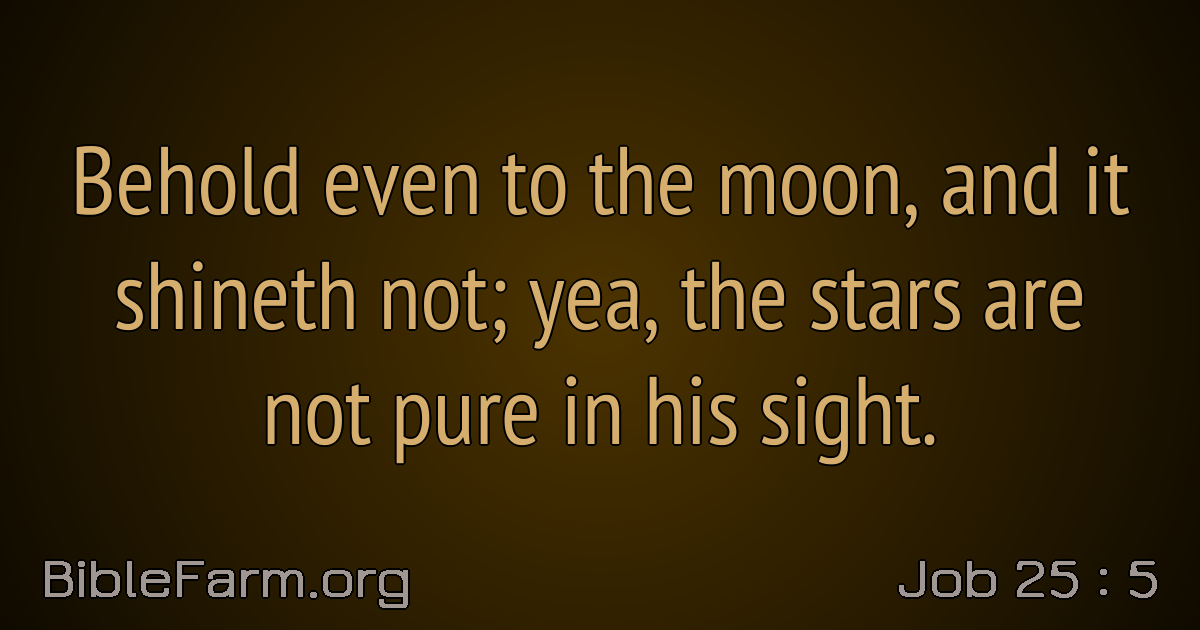 Behold even to the moon, and it
shineth not; yea, the stars are
not pure in his sight.
BibleFarm.org
Job 25 : 5